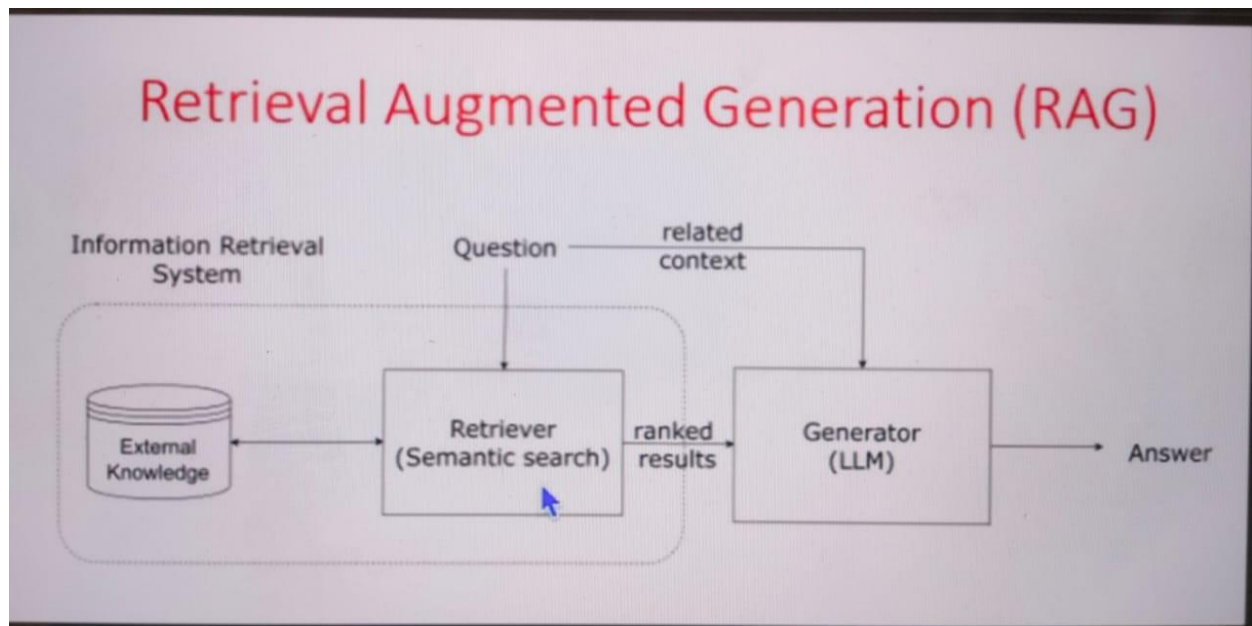 Retrieval Augmented Generation (RAG)
Information Retrieval
System
Question
related
context
External
Knowledge
Retriever
(Semantic search)
ranked
results
Generator
(LLM)
Answer